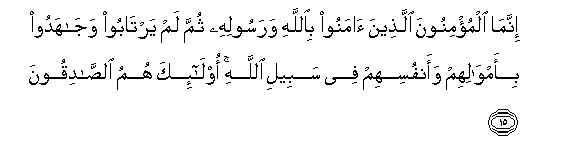 إِنَّمَا ٱلْمُؤْمِنُونَ ٱلَّذِينَ ءَامَنُوا۟ بِٱللَّهِ وَرَسُولِهِۦ ثُمَّ لَمْ يَرْتَابُوا۟ وَجَٰهَدُوا۟
بِأَمْوَٰلِهِمْ وَأَنفُسِهِمْ فِى سَبِيلِ ٱللَّهِ ۚ أُو۟لَٰٓئِكَ هُمُ ٱلصَّٰدِقُونَ
١٥